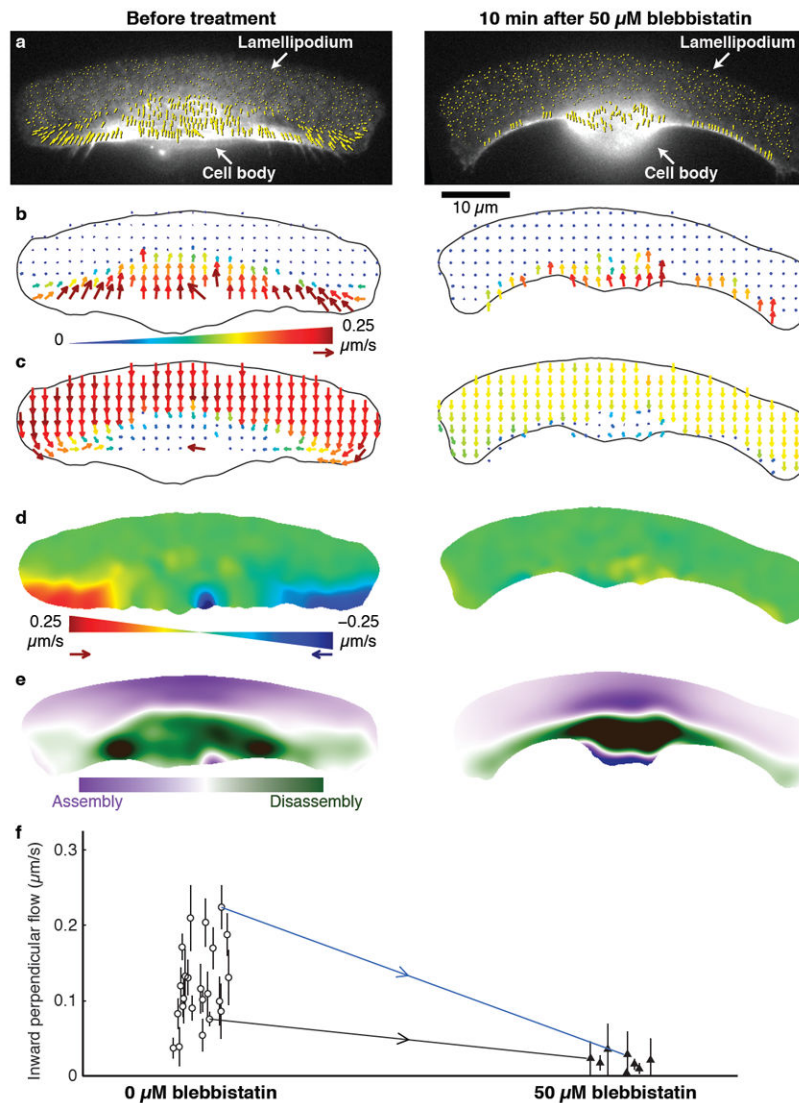 Before treatment
10 min after 50 µM blebbistatin
a
Lamellipodium
Cell body
Lamellipodium
Cell body
10 µm
b
0
0.25
µm/s
c
d
0.25
µm/s
−0.25
µm/s
e
Assembly
Disassembly
f
Inward perpendicular flow (µm/s)
0.3
0.2
0.1
0
0 µM blebbistatin
50 µM blebbistatin